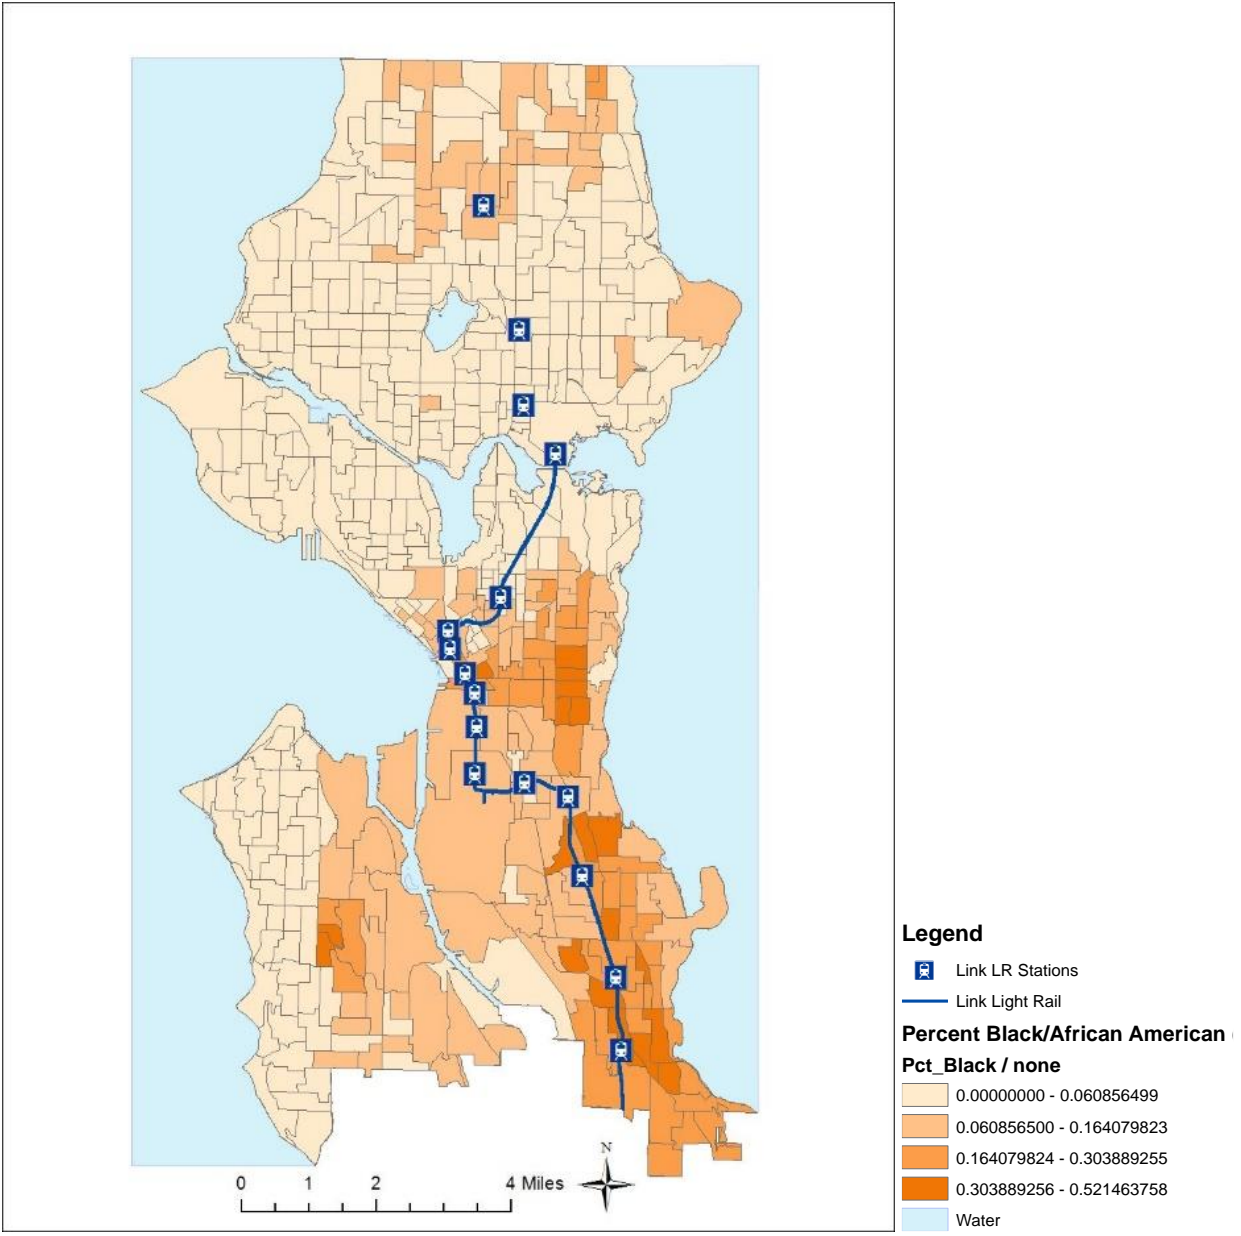 N
0 1 2 4 Miles
Legend
Link LR Stations
Link Light Rail
Percent Black/African American
Pct_Black / none
0.00000000 - 0.060856499
0.060856500 - 0.164079823
0.164079824 - 0.303889255
0.303889256 - 0.521463758
Water